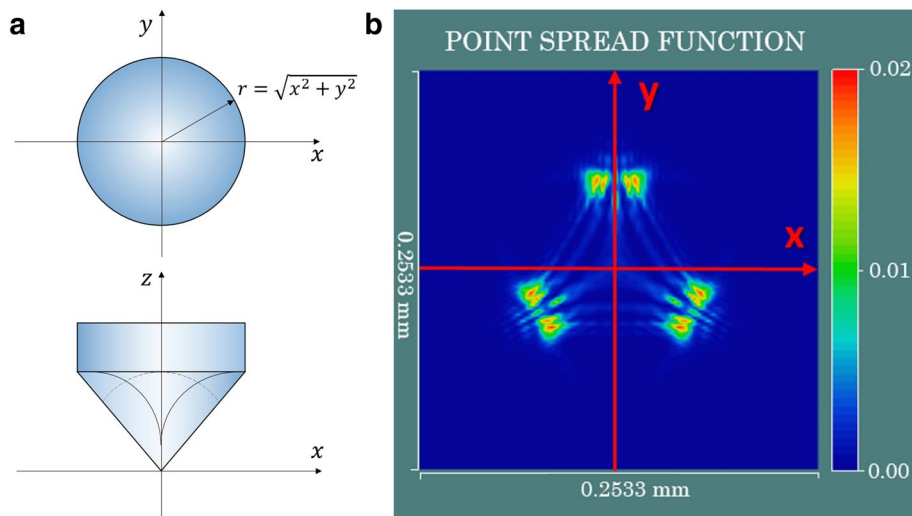 a
y
r = √x² + y²
x
z
x
b
POINT SPREAD FUNCTION
y
x
0.2533 mm
0.2533 mm
0.02
0.01
0.00